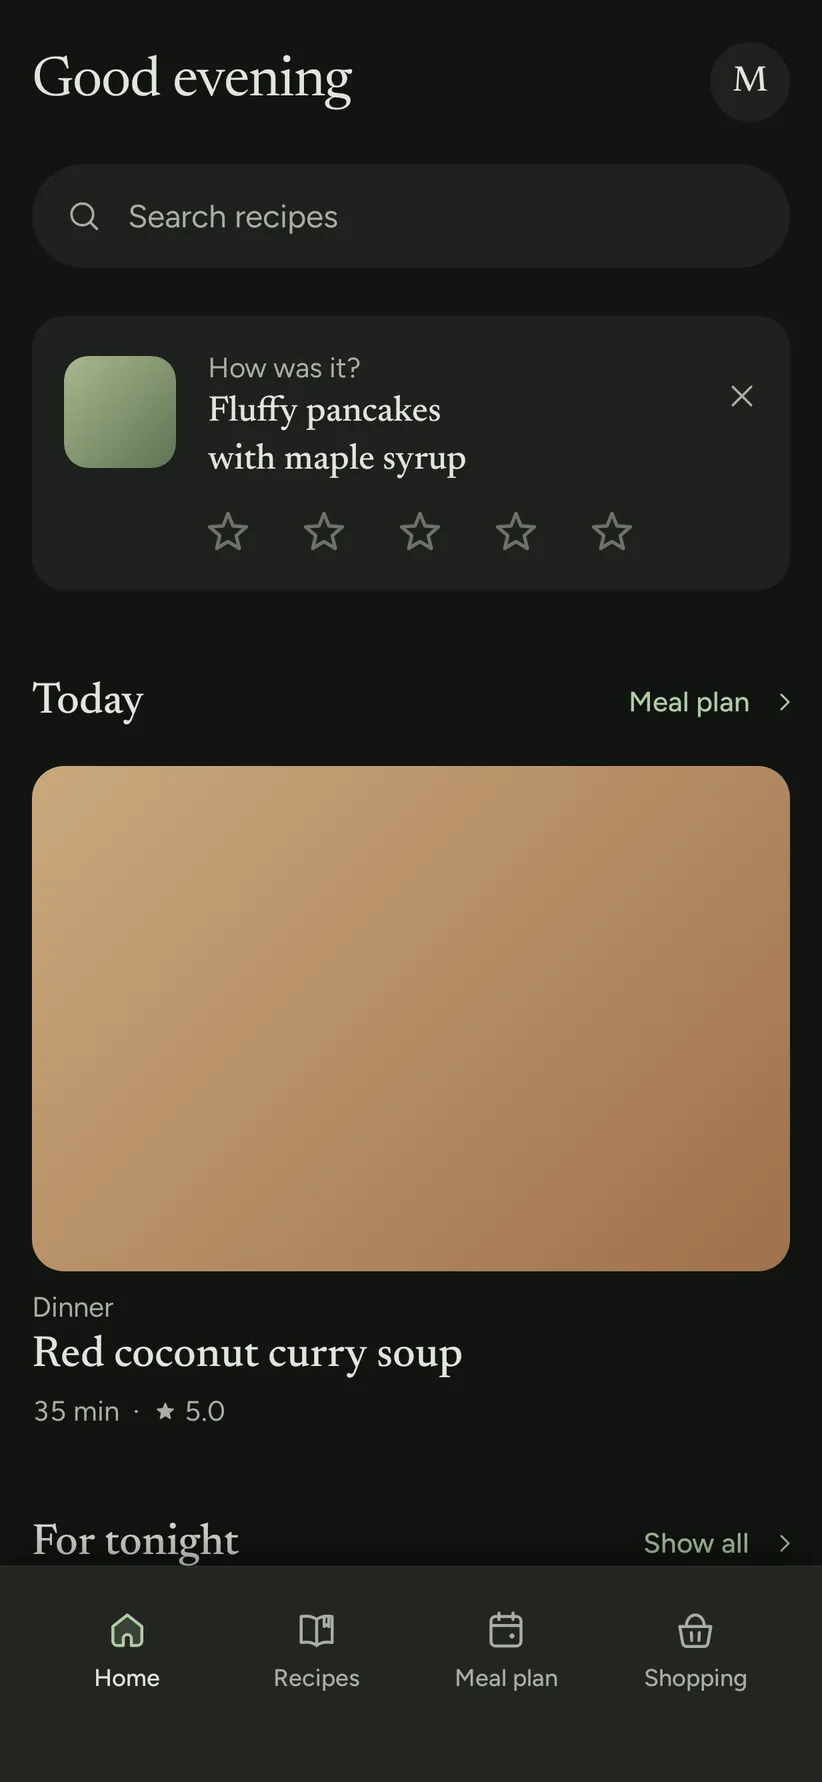 Good evening
M
Search recipes
How was it?
Fluffy pancakes
with maple syrup
Today
Meal plan
Dinner
Red coconut curry soup
35 min · ★ 5.0
For tonight
Show all
Home
Recipes
Meal plan
Shopping